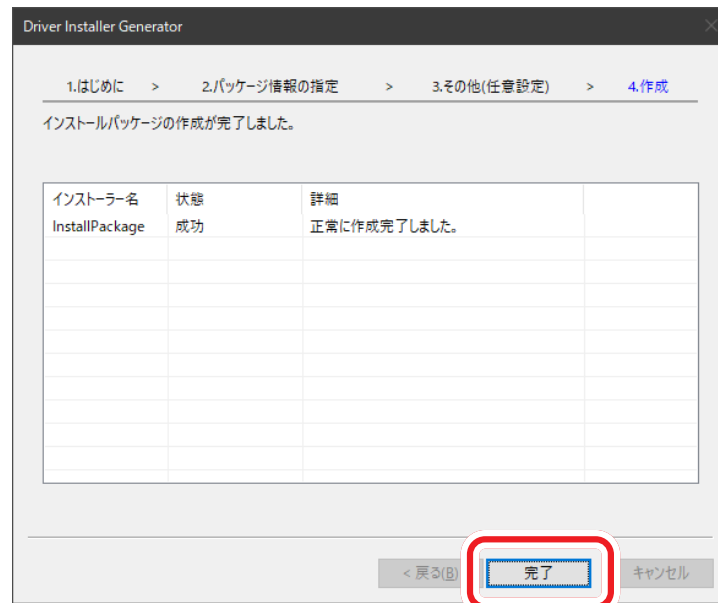 Driver Installer Generator
1.はじめに > 2.パッケージ情報の指定 > 3.その他(任意設定) > 4.作成
インストールパッケージの作成が完了しました。
インストーラー名 状態 詳細
InstallPackage 成功 正常に作成完了しました。
< 戻る(B) 完了 キャンセル